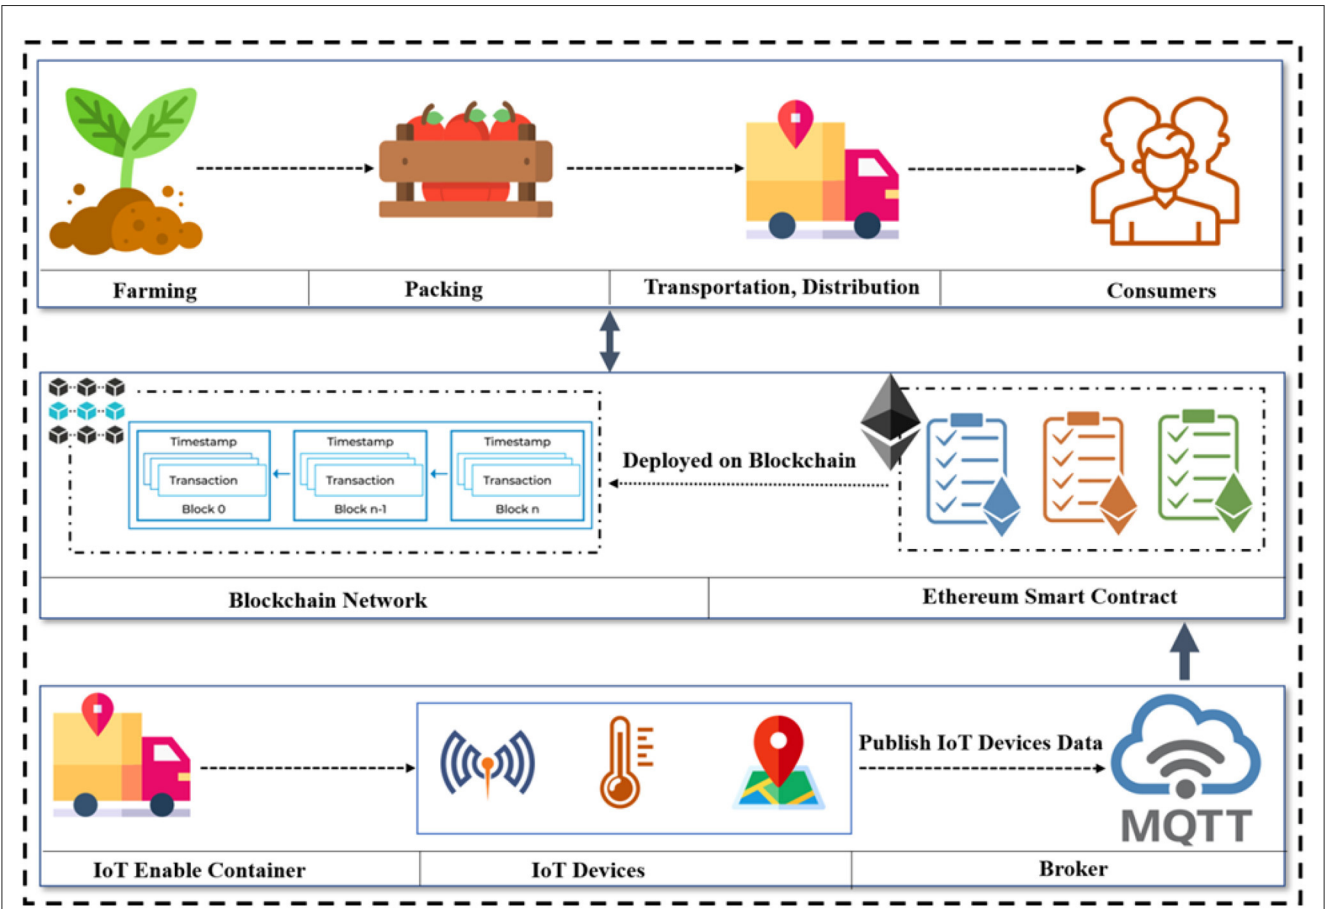 Farming
Packing
Transportation, Distribution
Consumers
Timestamp
Transaction
Block 0
Timestamp
Transaction
Block n-1
Timestamp
Transaction
Block n
Deployed on Blockchain
Blockchain Network
Ethereum Smart Contract
Publish IoT Devices Data
MQTT
IoT Enable Container
IoT Devices
Broker